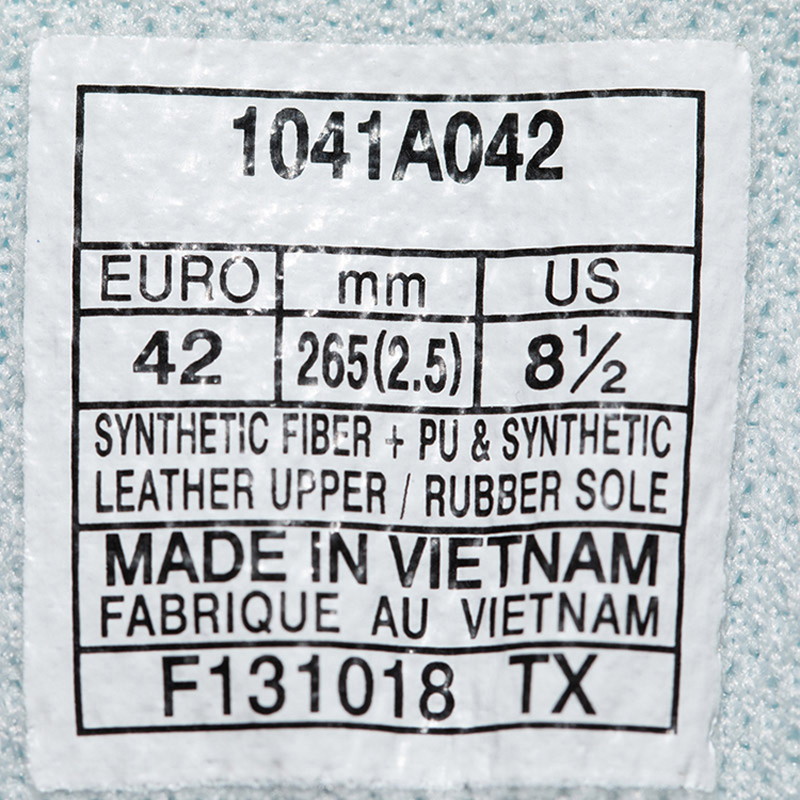 1041A042
EURO mm US
42 265(2.5) 8½
SYNTHETIC FIBER + PU & SYNTHETIC
LEATHER UPPER / RUBBER SOLE
MADE IN VIETNAM
FABRIQUE AU VIETNAM
F131018 TX